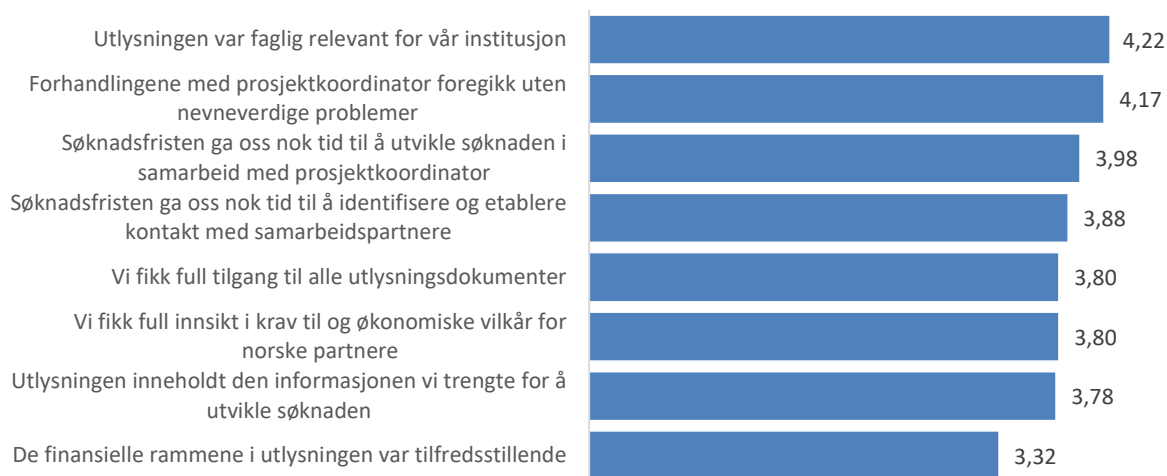 Utlysningen var faglig relevant for vår institusjon
4,22
Forhandlingene med prosjektkoordinator foregikk uten
nevneverdige problemer
4,17
Søknadsfristen ga oss nok tid til å utvikle søknaden i
samarbeid med prosjektkoordinator
3,98
Søknadsfristen ga oss nok tid til å identifisere og etablere
kontakt med samarbeidspartnere
3,88
Vi fikk full tilgang til alle utlysningsdokumenter
3,80
Vi fikk full innsikt i krav til og økonomiske vilkår for
norske partnere
3,80
Utlysningen inneholdt den informasjonen vi trengte for å
utvikle søknaden
3,78
De finansielle rammene i utlysningen var tilfredsstillende
3,32